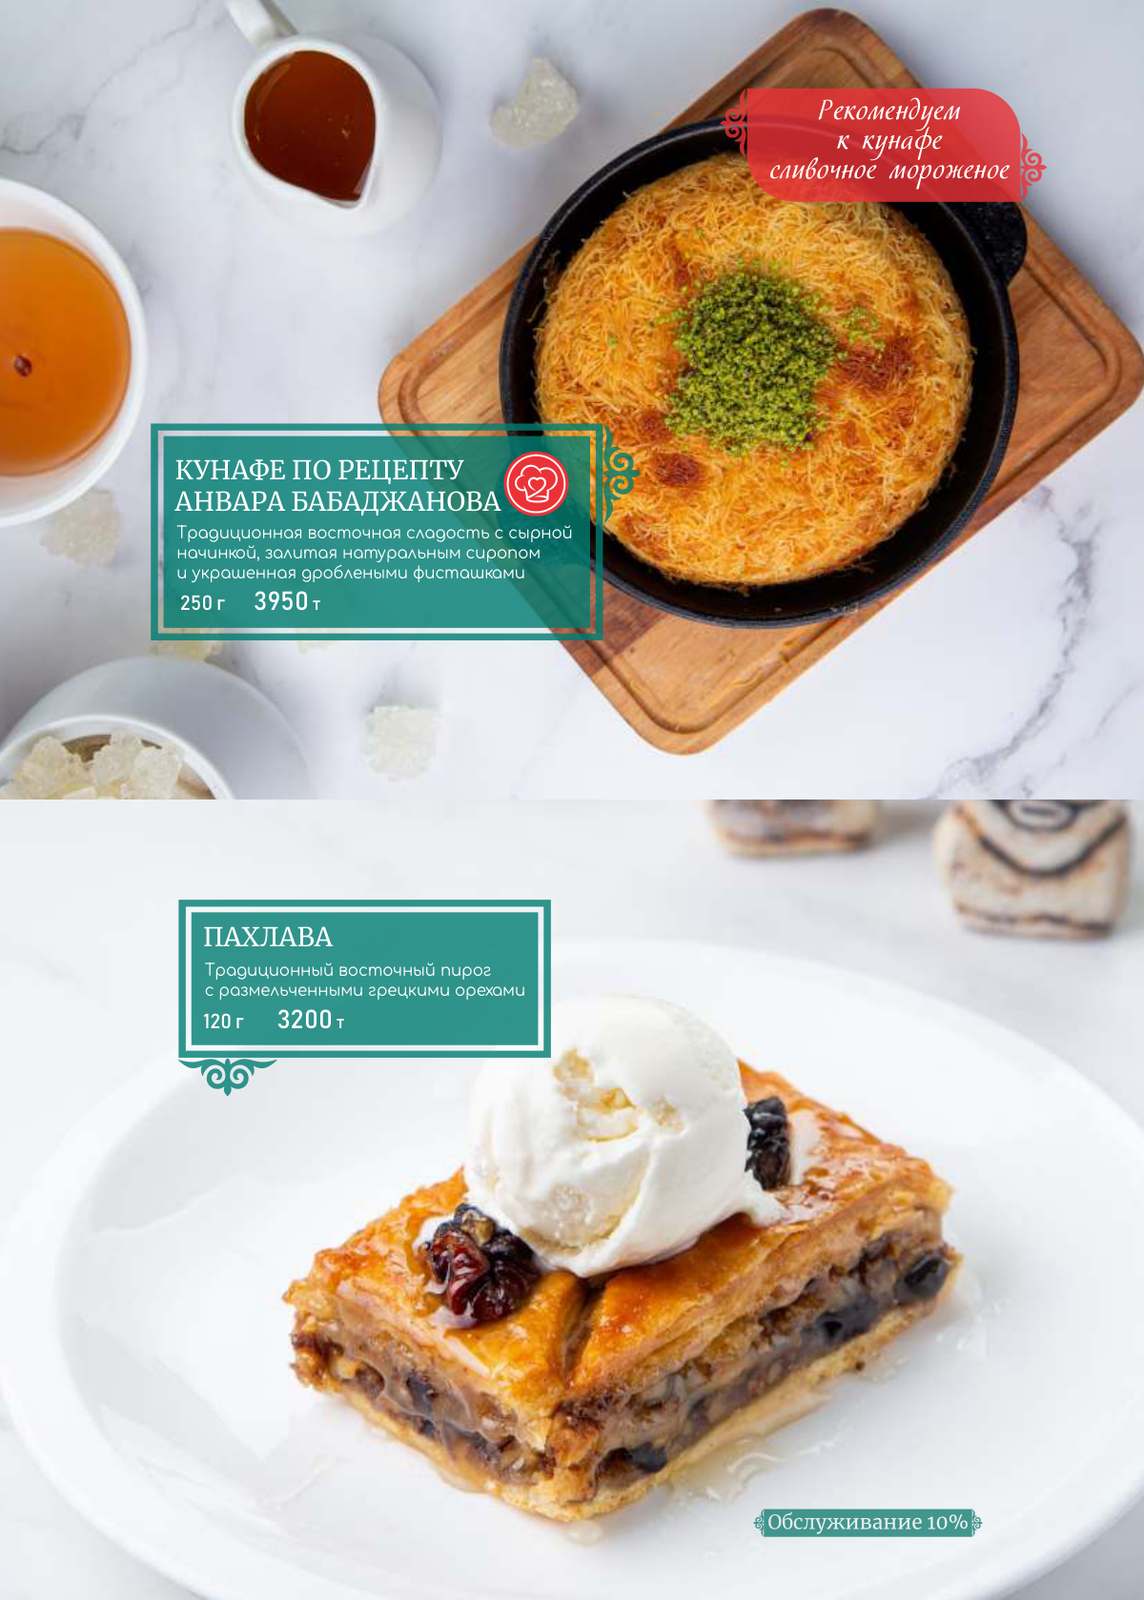 Рекомендуем
к кунафе
сливочное мороженое
КУНАФЕ ПО РЕЦЕПТУ
АНВАРА БАБАДЖАНОВА
Традиционная восточная сладость с сырной
начинкой, залитая натуральным сиропом
и украшенная дроблеными фисташками
250 г 3950 т
ПАХЛАВА
Традиционный восточный пирог
с размельченными грецкими орехами
120 г 3200 т
Обслуживание 10%